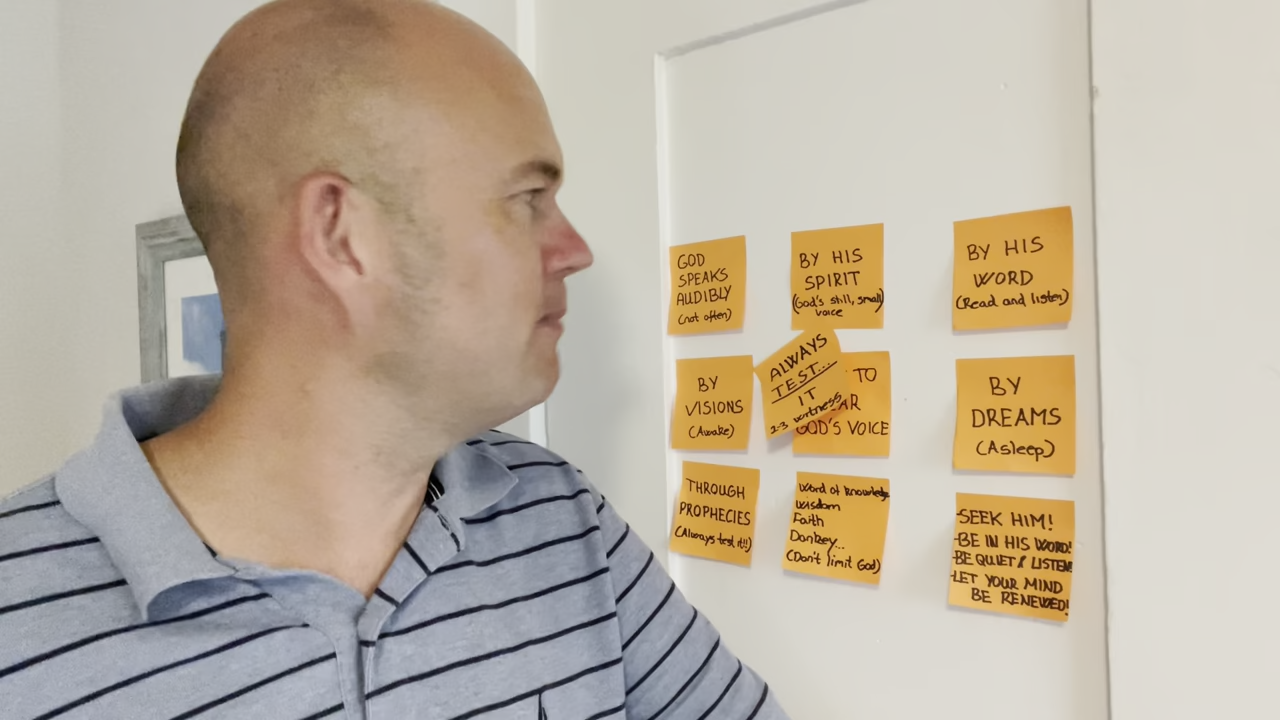 GOD
SPEAKS
AUDIBLY
(not often)
BY HIS
SPIRIT
(God's still, small
voice
BY HIS
WORD
(Read and listen)
BY
VISIONS
(Awake)
ALWAYS
TEST...
IT
2-3
TO
AR
GOD'S VOICE
BY
DREAMS
(Asleep)
THROUGH
PROPHECIES
(Always test it!!)
Word of knowledge
Wisdom
Faith
Donkey...
(Don't limit God)
-SEEK HIM!
-BE IN HIS WORD!
-BE QUIET & LISTEN!
-LET YOUR MIND
BE RENEWED!